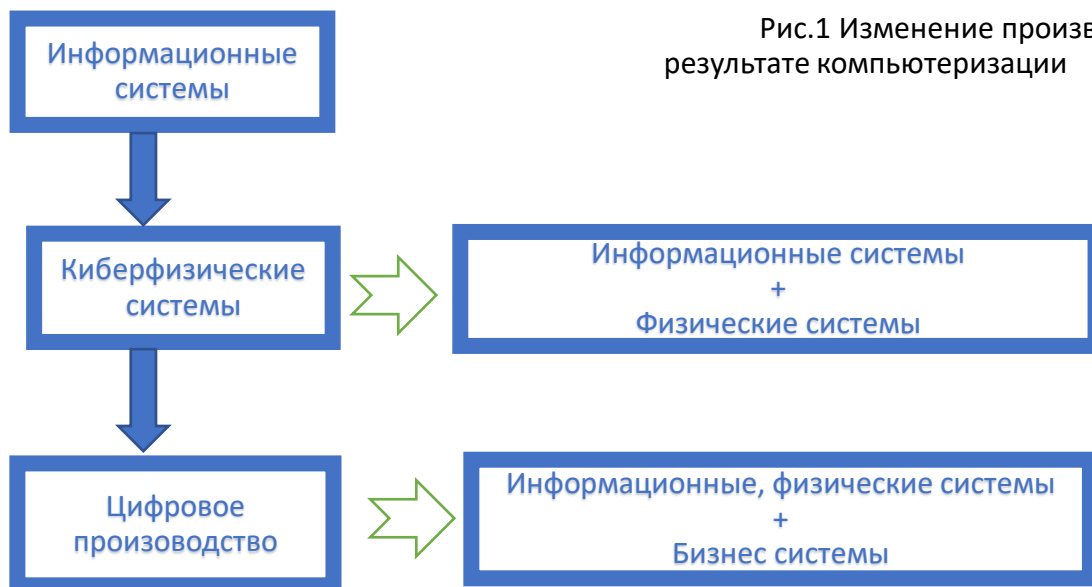 Рис.1 Изменение произв
результате компьютеризации
Информационные
системы
Киберфизические
системы
Информационные системы
+
Физические системы
Цифровое
произоводство
Информационные, физические системы
+
Бизнес системы